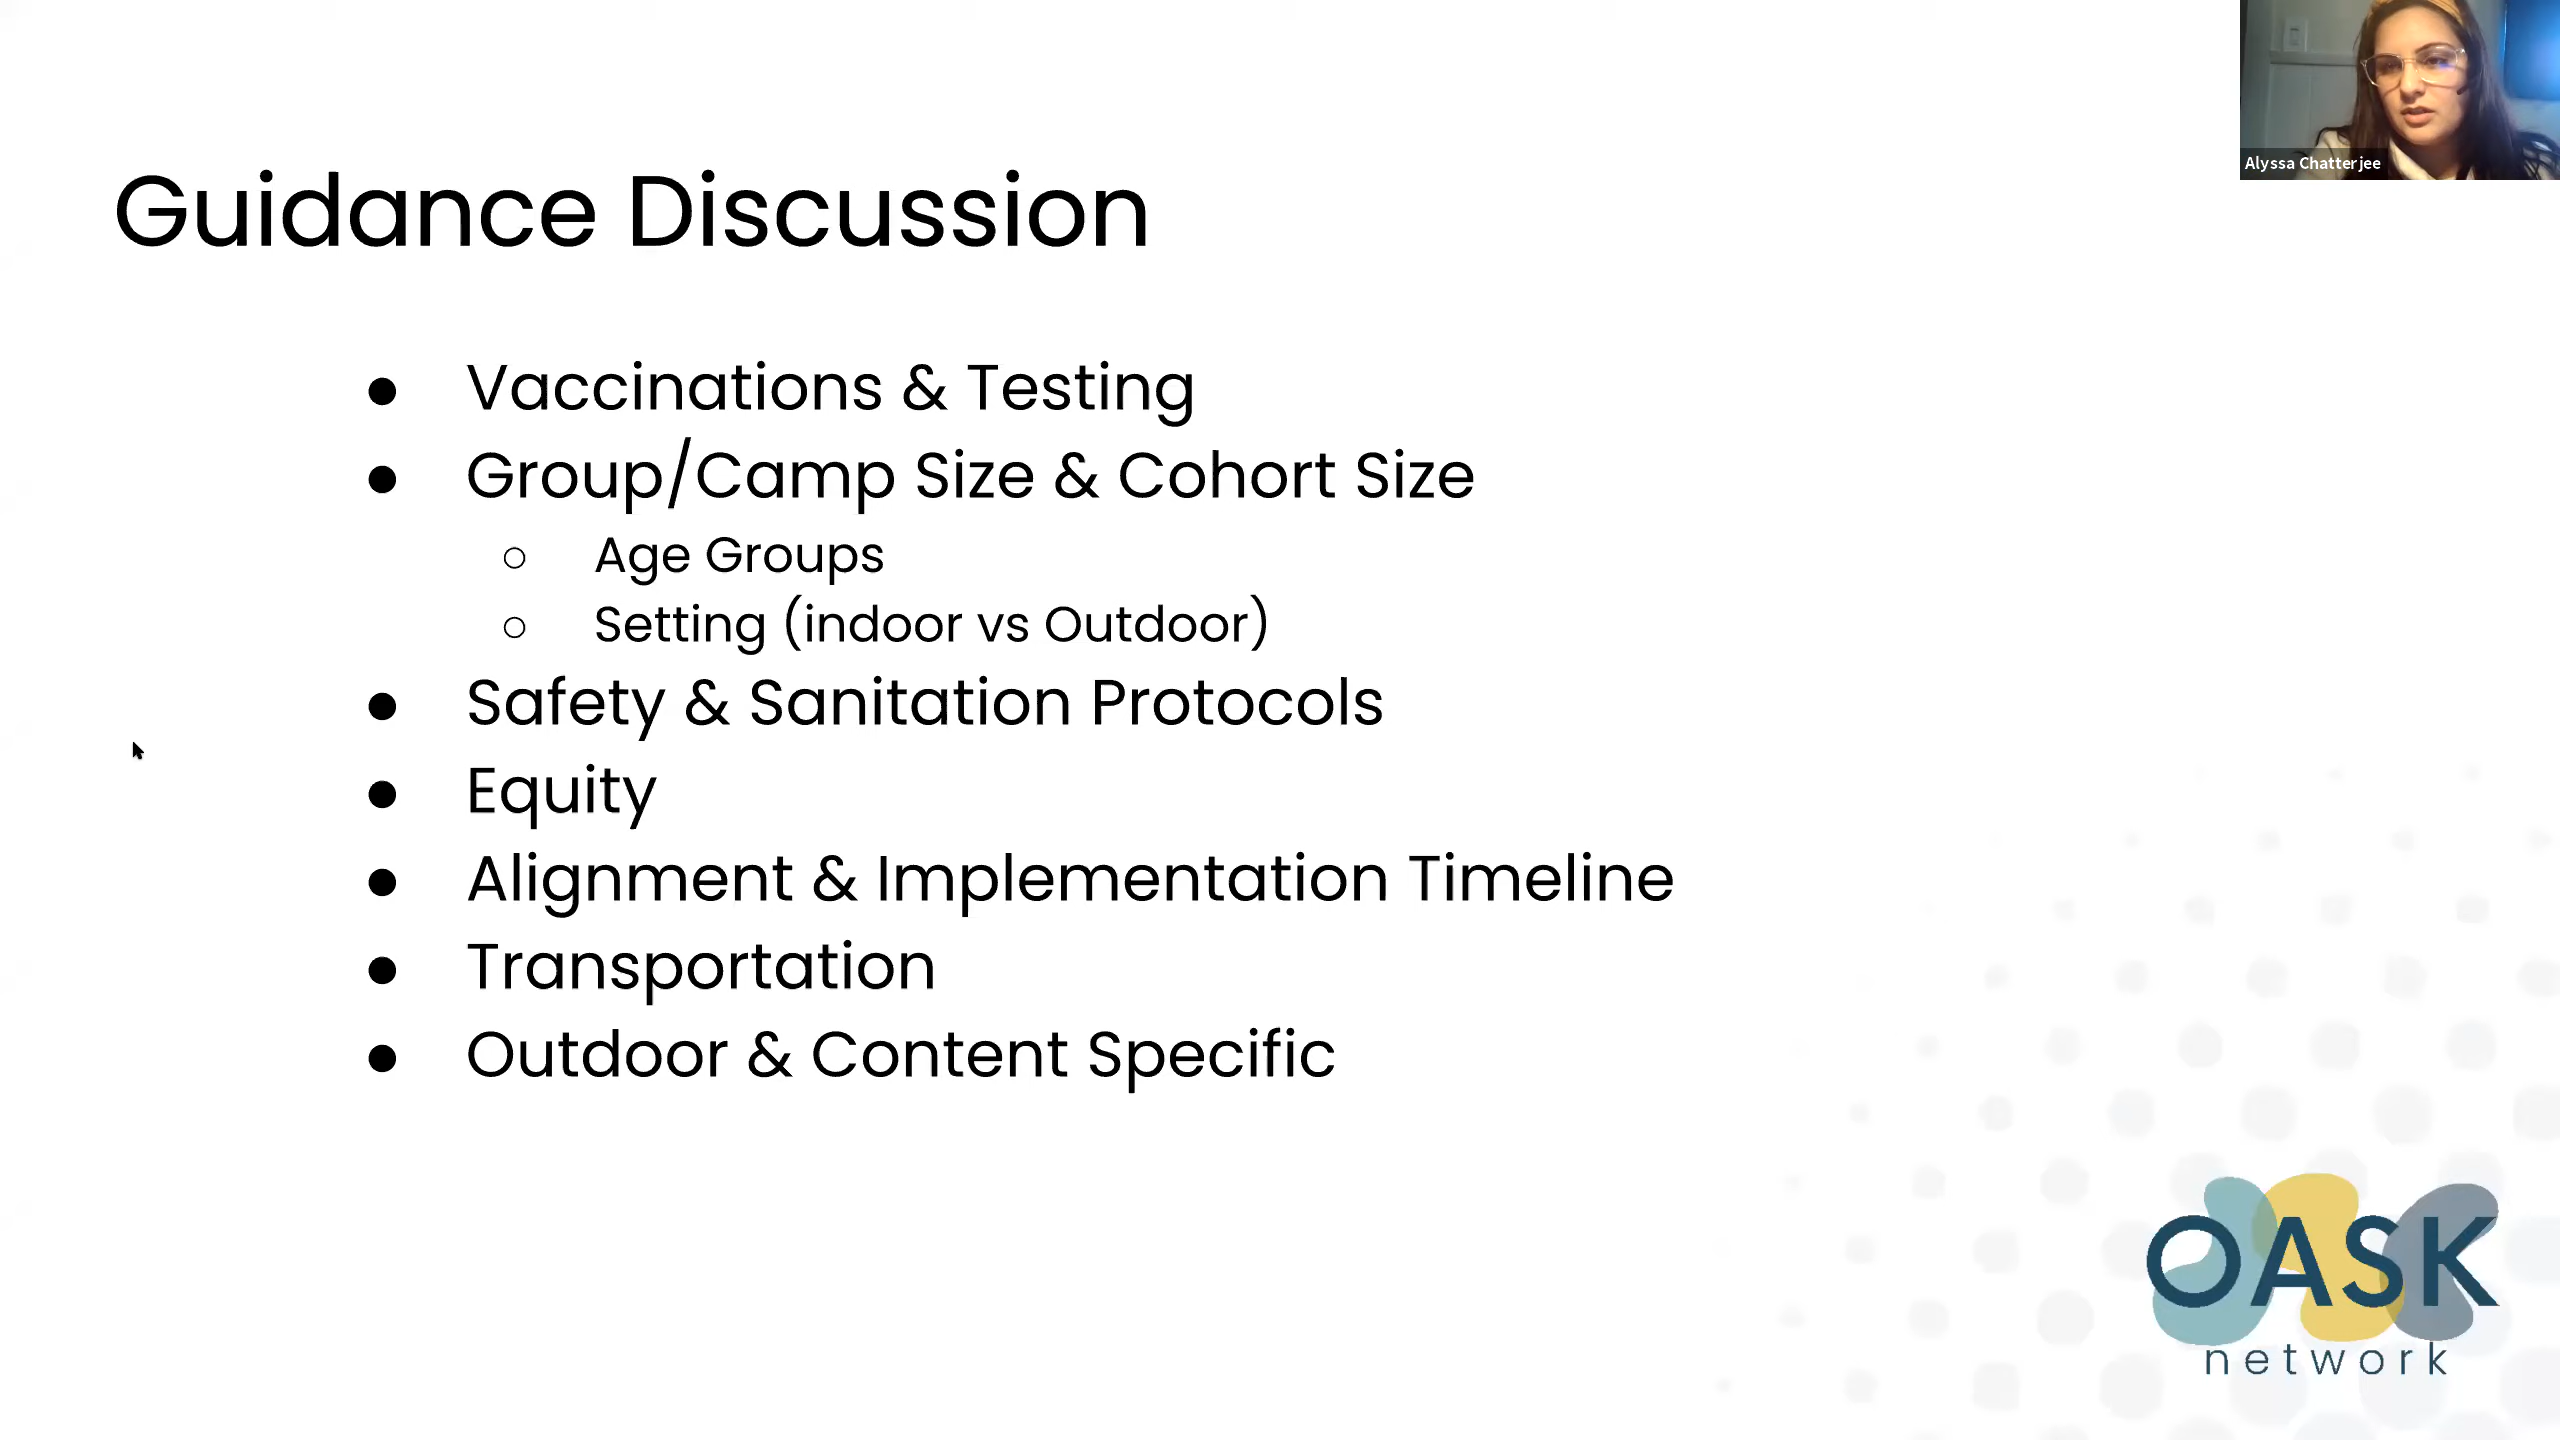 Alyssa Chatterjee
Guidance Discussion
● Vaccinations & Testing
● Group/Camp Size & Cohort Size
○ Age Groups
○ Setting (indoor vs Outdoor)
● Safety & Sanitation Protocols
● Equity
● Alignment & Implementation Timeline
● Transportation
● Outdoor & Content Specific
OASK
network